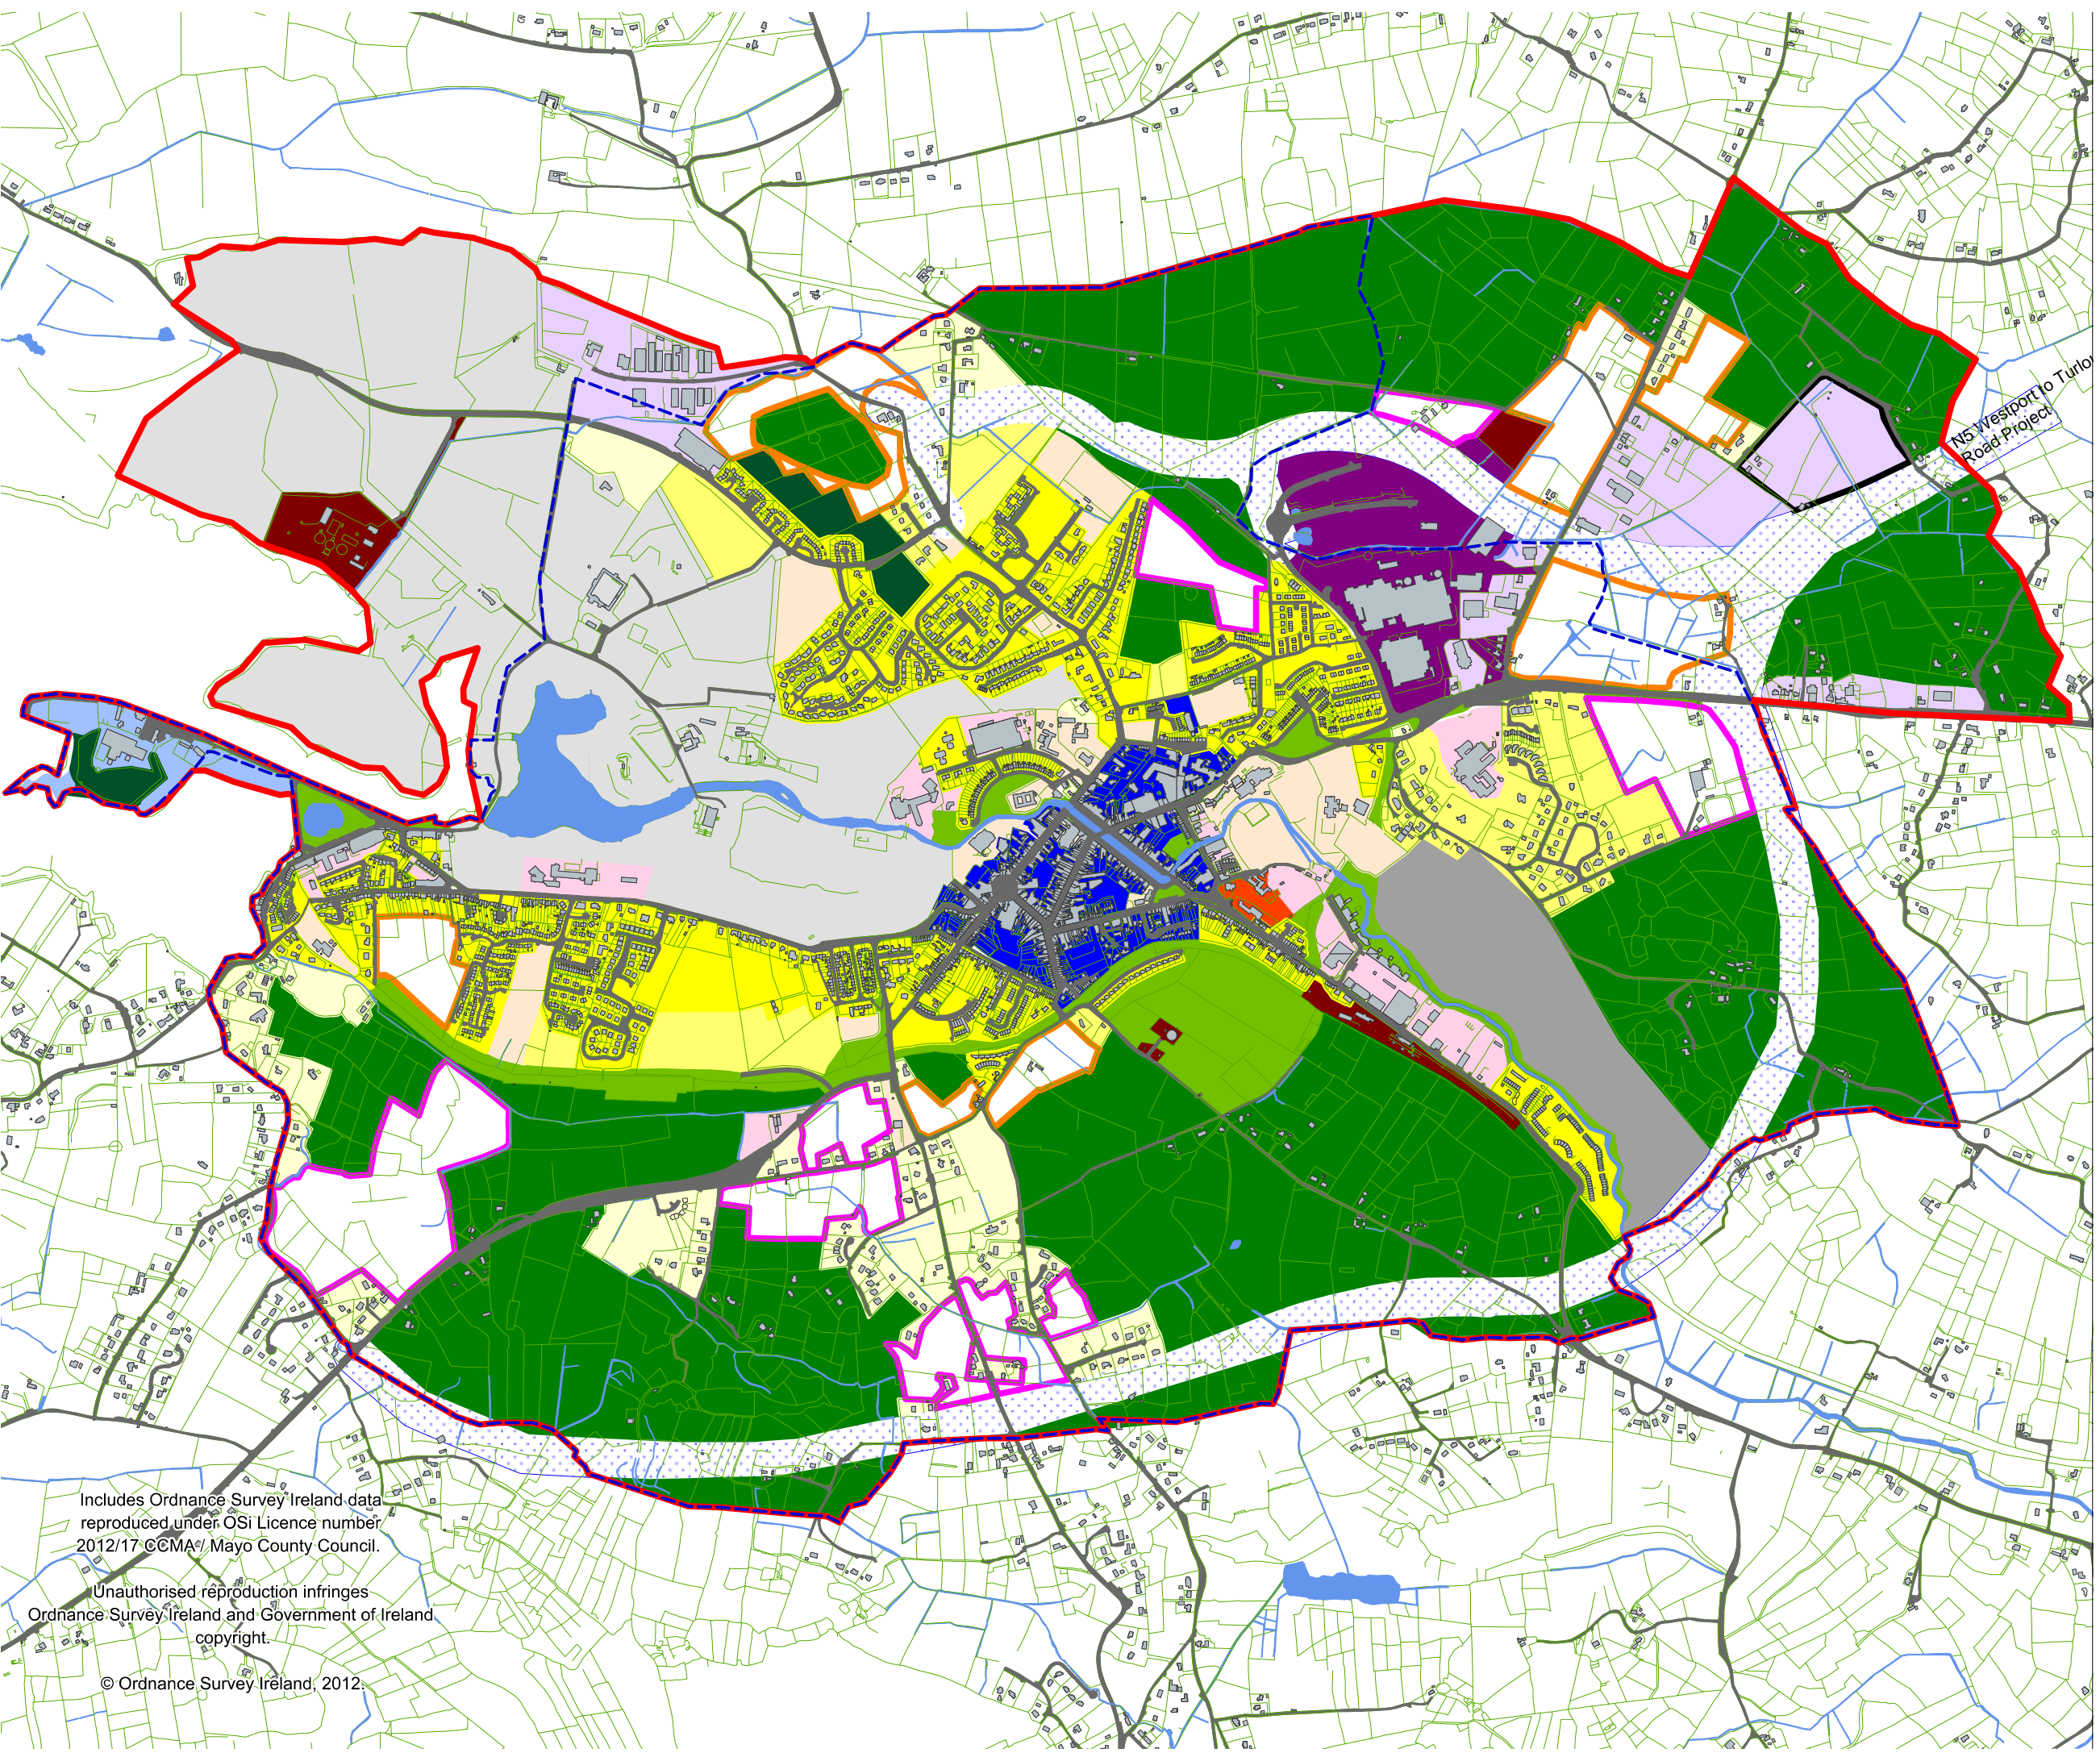 N5 Westport to Turlo
Road Project
Includes Ordnance Survey Ireland data
reproduced under OSi Licence number
2012/17 CCMA / Mayo County Council.
Unauthorised reproduction infringes
Ordnance Survey Ireland and Government of Ireland
copyright.
© Ordnance Survey Ireland, 2012.